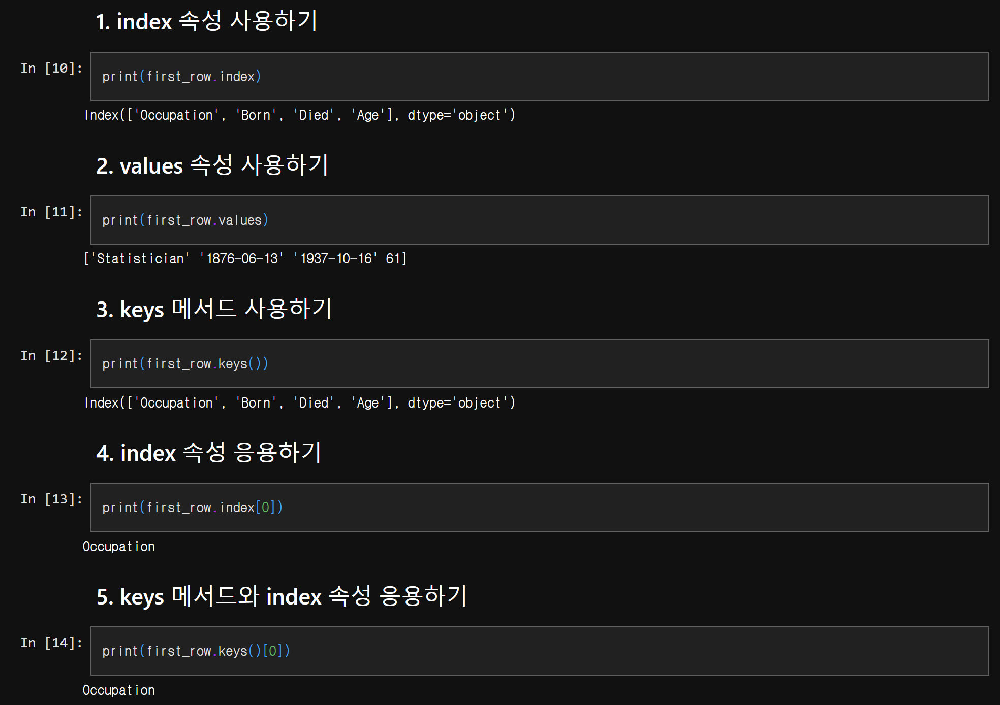 1. index 속성 사용하기
In [10]:
print(first_row.index)
Index(['Occupation', 'Born', 'Died', 'Age'], dtype='object')
2. values 속성 사용하기
In [11]:
print(first_row.values)
['Statistician' '1876-06-13' '1937-10-16' 61]
3. keys 메서드 사용하기
In [12]:
print(first_row.keys())
Index(['Occupation', 'Born', 'Died', 'Age'], dtype='object')
4. index 속성 응용하기
In [13]:
print(first_row.index[0])
Occupation
5. keys 메서드와 index 속성 응용하기
In [14]:
print(first_row.keys()[0])
Occupation